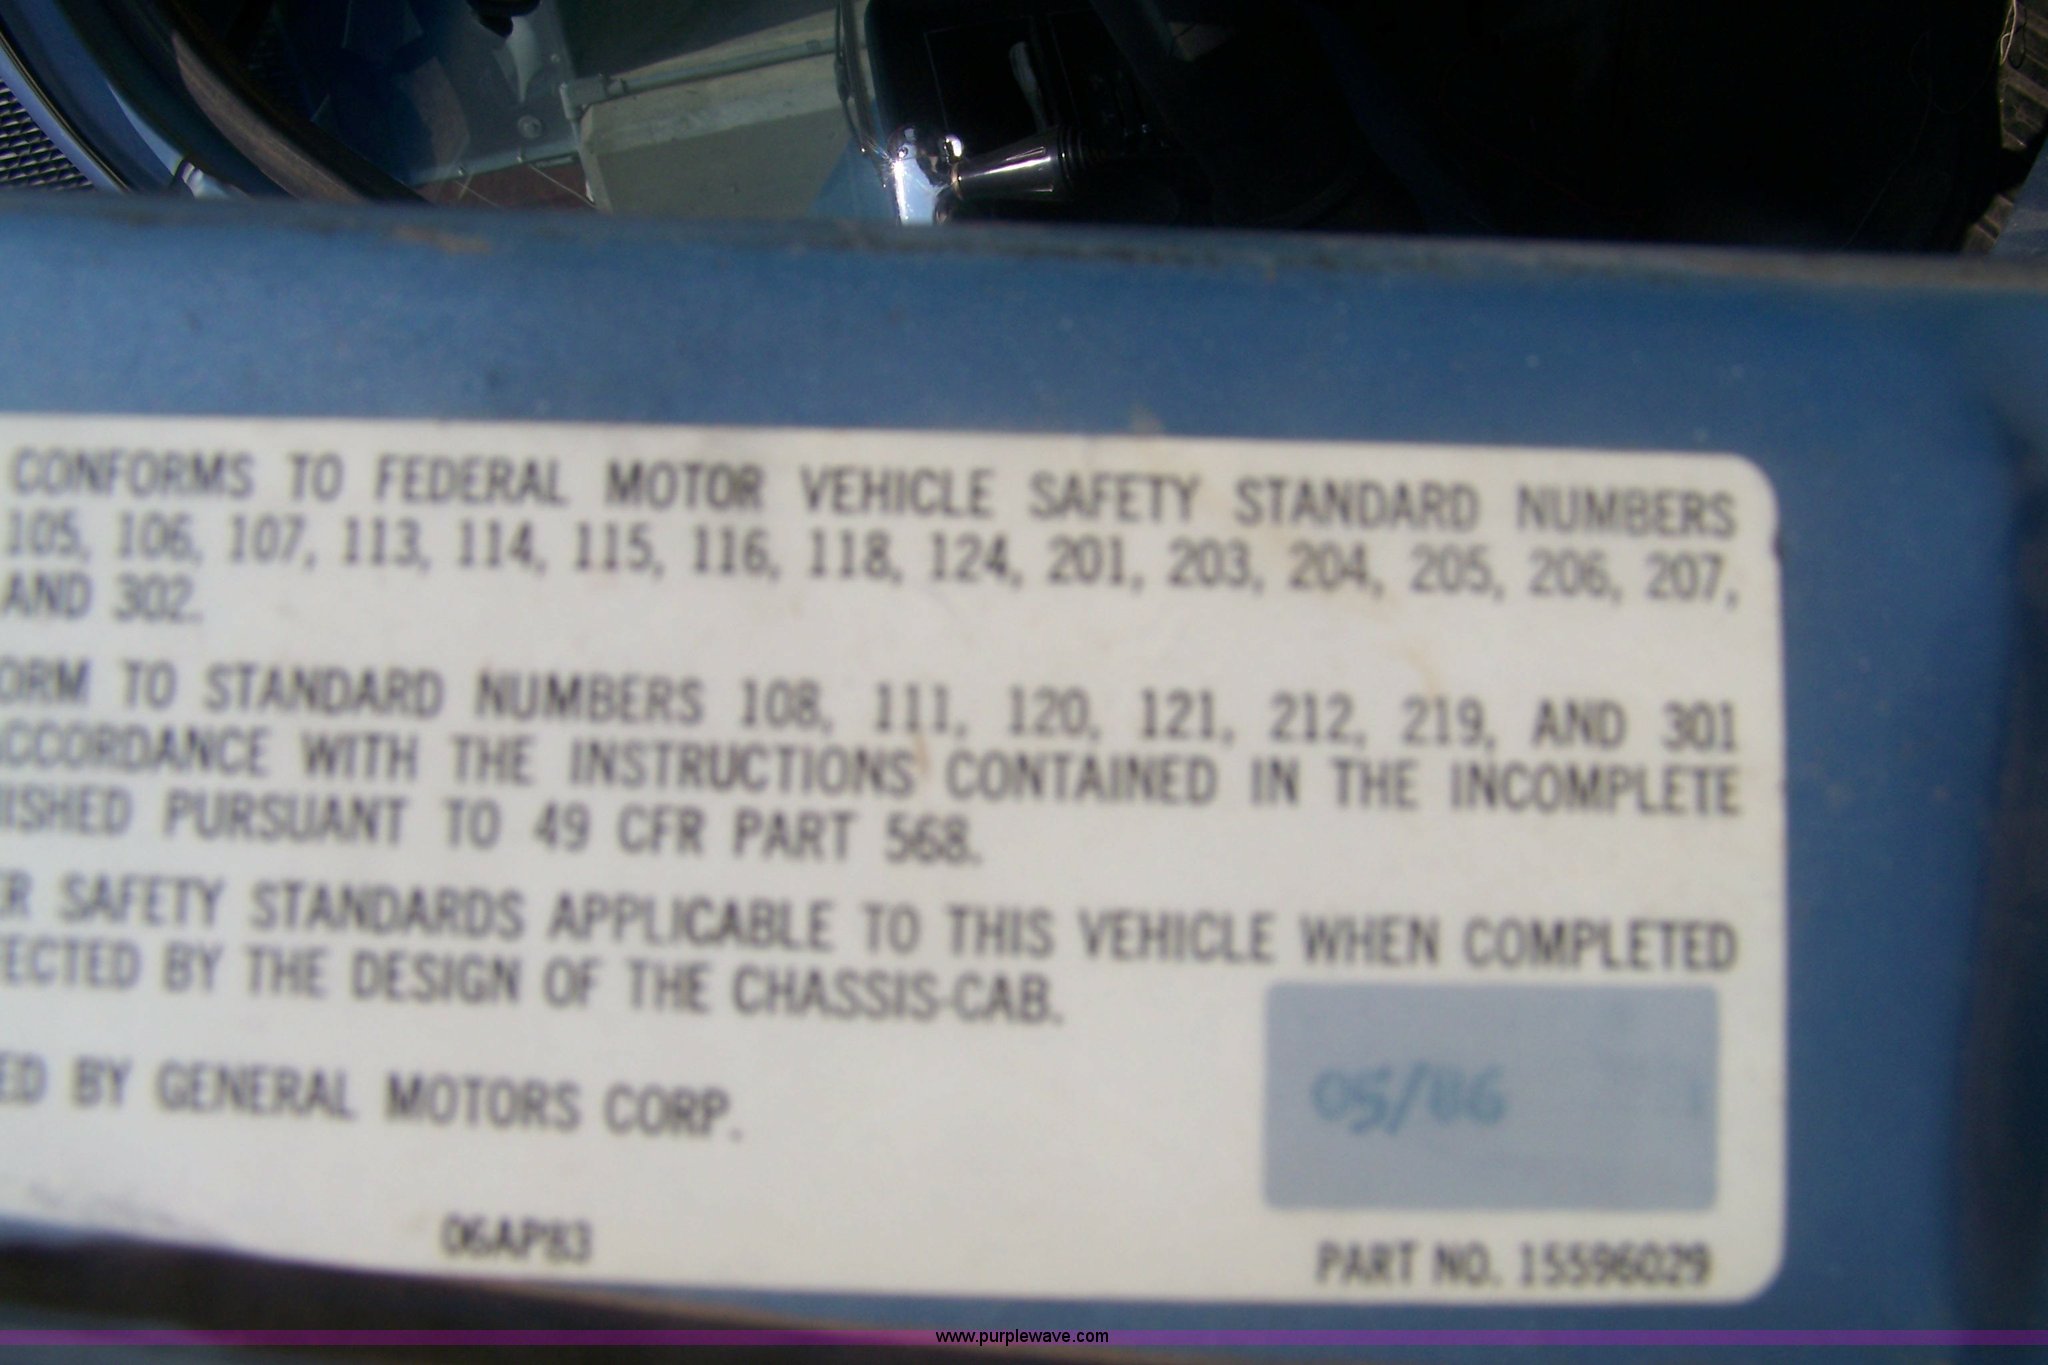 CONFORMS TO FEDERAL MOTOR VEHICLE SAFETY STANDARD NUMBERS
105, 106, 107, 113, 114, 115, 116, 118, 124, 201, 203, 204, 205, 206, 207,
AND 302.
ORM TO STANDARD NUMBERS 108, 111, 120, 121, 212, 219, AND 301
ACCORDANCE WITH THE INSTRUCTIONS CONTAINED IN THE INCOMPLETE
ISHED PURSUANT TO 49 CFR PART 568.
ER SAFETY STANDARDS APPLICABLE TO THIS VEHICLE WHEN COMPLETED
FECTED BY THE DESIGN OF THE CHASSIS-CAB.
ED BY GENERAL MOTORS CORP.
05/86
06AP83
PART NO. 15596029
www.purplewave.com